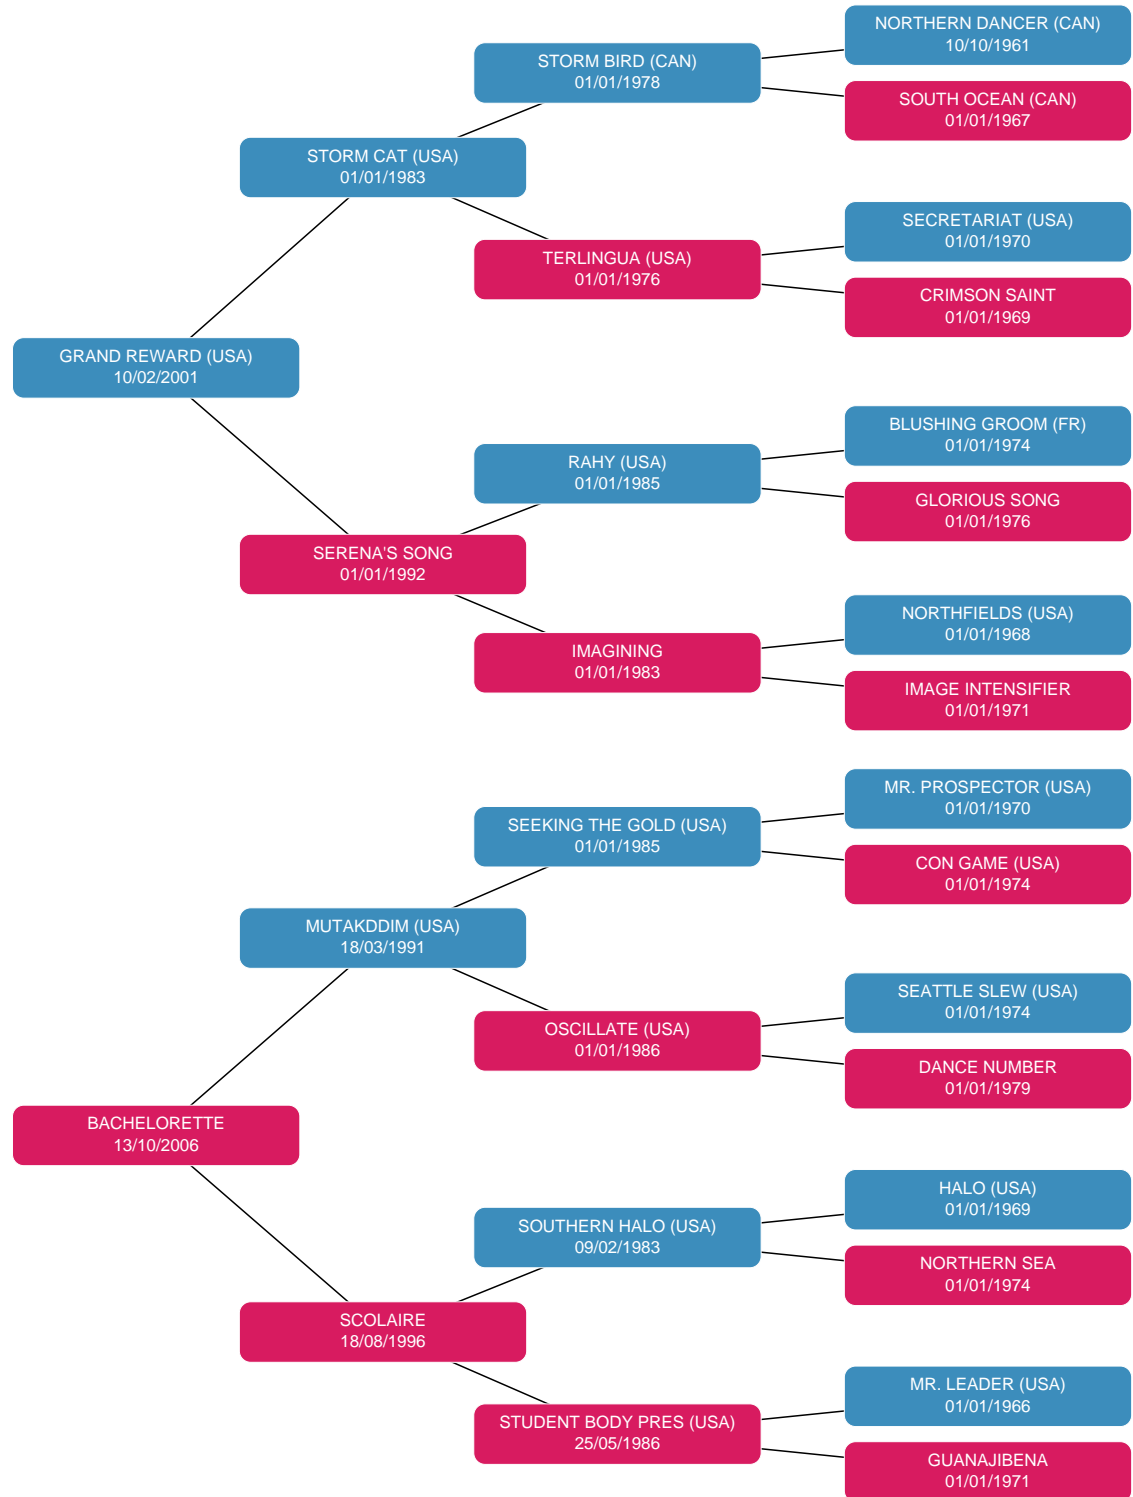 NORTHERN DANCER (CAN)
10/10/1961
STORM BIRD (CAN)
01/01/1978
SOUTH OCEAN (CAN)
01/01/1967
STORM CAT (USA)
01/01/1983
SECRETARIAT (USA)
01/01/1970
TERLINGUA (USA)
01/01/1976
CRIMSON SAINT
01/01/1969
GRAND REWARD (USA)
10/02/2001
BLUSHING GROOM (FR)
01/01/1974
RAHY (USA)
01/01/1985
GLORIOUS SONG
01/01/1976
SERENA'S SONG
01/01/1992
NORTHFIELDS (USA)
01/01/1968
IMAGINING
01/01/1983
IMAGE INTENSIFIER
01/01/1971
MR. PROSPECTOR (USA)
01/01/1970
SEEKING THE GOLD (USA)
01/01/1985
CON GAME (USA)
01/01/1974
MUTAKDDIM (USA)
18/03/1991
SEATTLE SLEW (USA)
01/01/1974
OSCILLATE (USA)
01/01/1986
DANCE NUMBER
01/01/1979
BACHELORETTE
13/10/2006
HALO (USA)
01/01/1969
SOUTHERN HALO (USA)
09/02/1983
NORTHERN SEA
01/01/1974
SCOLAIRE
18/08/1996
MR. LEADER (USA)
01/01/1966
STUDENT BODY PRES (USA)
25/05/1986
GUANAJIBENA
01/01/1971